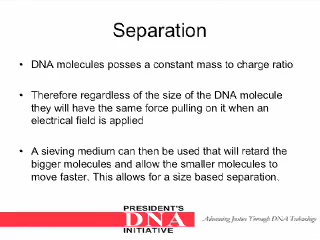 Separation
• DNA molecules posses a constant mass to charge ratio
• Therefore regardless of the size of the DNA molecule
they will have the same force pulling on it when an
electrical field is applied
• A sieving medium can then be used that will retard the
bigger molecules and allow the smaller molecules to
move faster. This allows for a size based separation.
PRESIDENT'S
DNA
INITIATIVE
Advancing Justice Through DNA Technology